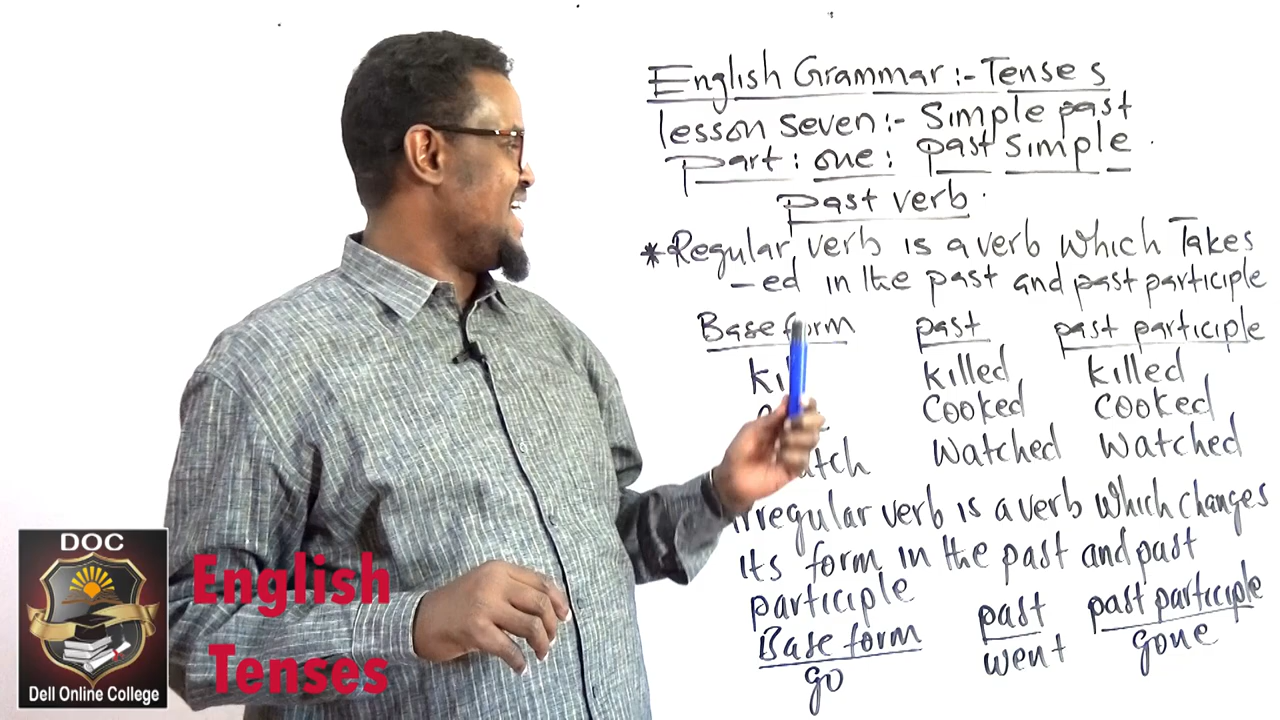 English Grammar:- Tenses
lesson seven:- Simple past
Part: one: past simple
Past verb.
* Regular verb is a verb which Takes
-ed in the past and past participle
Base form past past participle
killed killed
Cooked Cooked
Watched Watched
irregular verb is a verb which changes
its form in the past and past
participle
Base form past past participle
go went gone
DOC
Dell Online College
English
Tenses